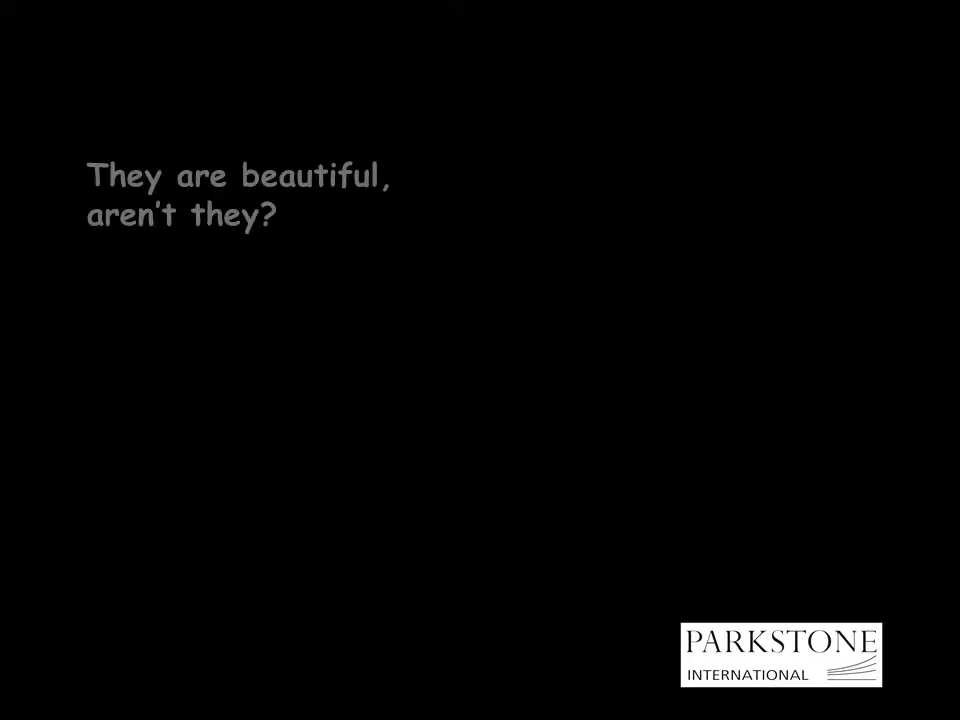 They are beautiful,
aren't they?
PARKSTONE
INTERNATIONAL